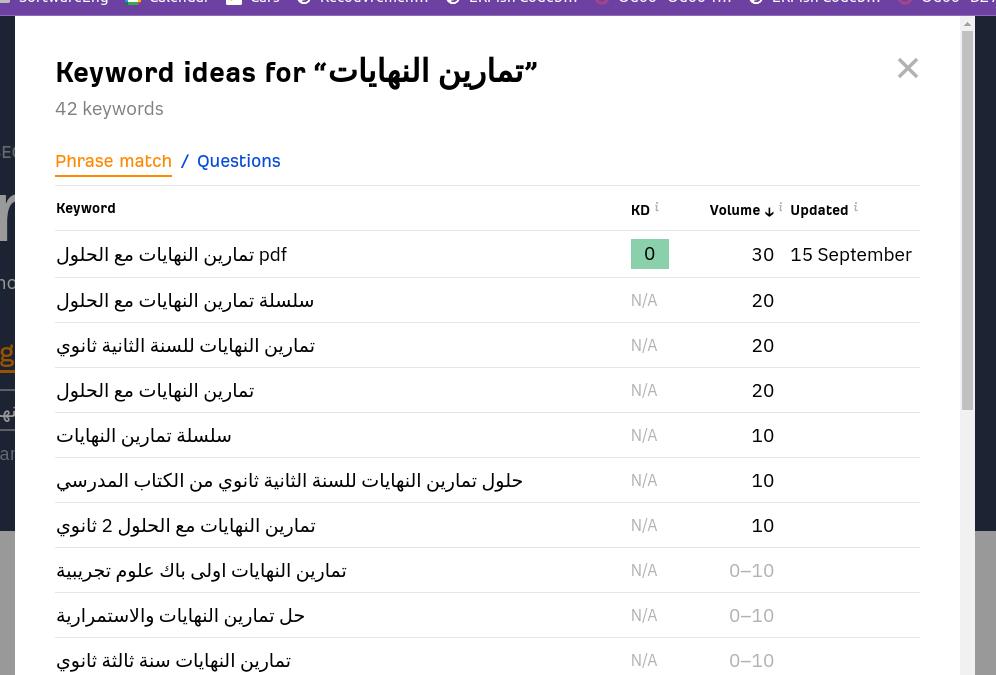 Calendar
Cars
Keyword ideas for “تمارين النهايات”
42 keywords
Phrase match / Questions
Keyword KD i Volume ↓ i Updated i
تمارين النهايات مع الحلول pdf 0 30 15 September
سلسلة تمارين النهايات مع الحلول N/A 20
تمارين النهايات للسنة الثانية ثانوي N/A 20
تمارين النهايات مع الحلول N/A 20
سلسلة تمارين النهايات N/A 10
حلول تمارين النهايات للسنة الثانية ثانوي من الكتاب المدرسي N/A 10
تمارين النهايات مع الحلول 2 ثانوي N/A 10
تمارين النهايات اولى باك علوم تجريبية N/A 0–10
حل تمارين النهايات والاستمرارية N/A 0–10
تمارين النهايات سنة ثالثة ثانوي N/A 0–10